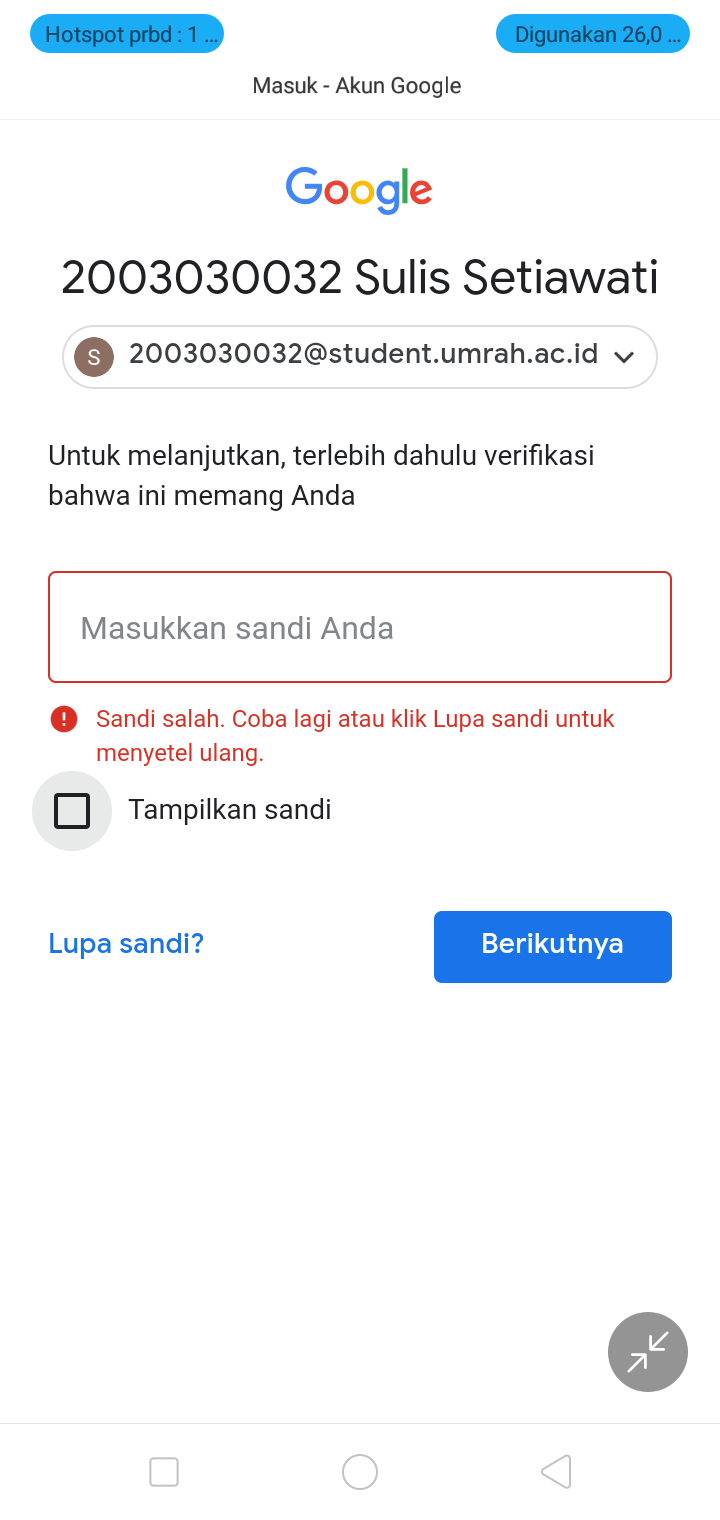 Hotspot prbd : 1 ...
Digunakan 26,0 ...
Masuk - Akun Google
Google
2003030032 Sulis Setiawati
S
2003030032@student.umrah.ac.id
Untuk melanjutkan, terlebih dahulu verifikasi
bahwa ini memang Anda
Masukkan sandi Anda
Sandi salah. Coba lagi atau klik Lupa sandi untuk
menyetel ulang.
Tampilkan sandi
Lupa sandi?
Berikutnya